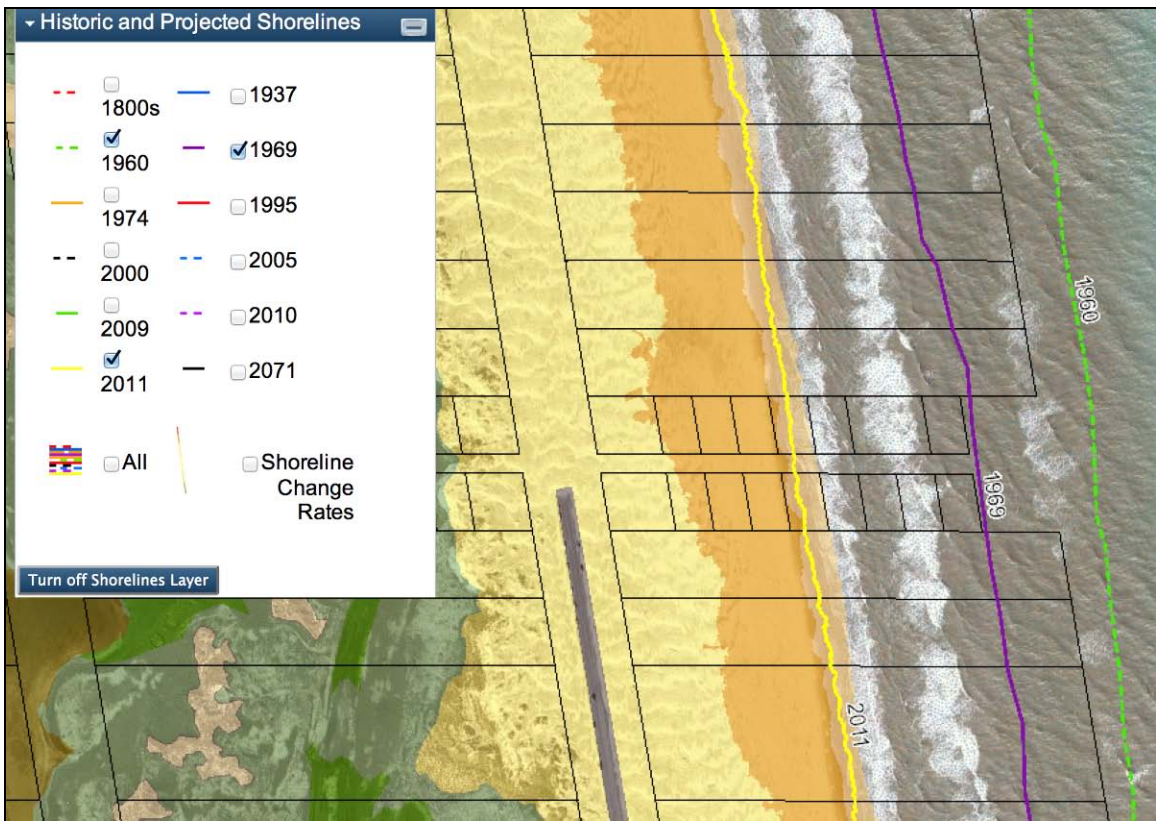 Historic and Projected Shorelines
1800s
1937
1960
1969
1974
1995
2000
2005
2009
2010
2011
2071
All
Shoreline
Change
Rates
Turn off Shorelines Layer
1960
1969
2011